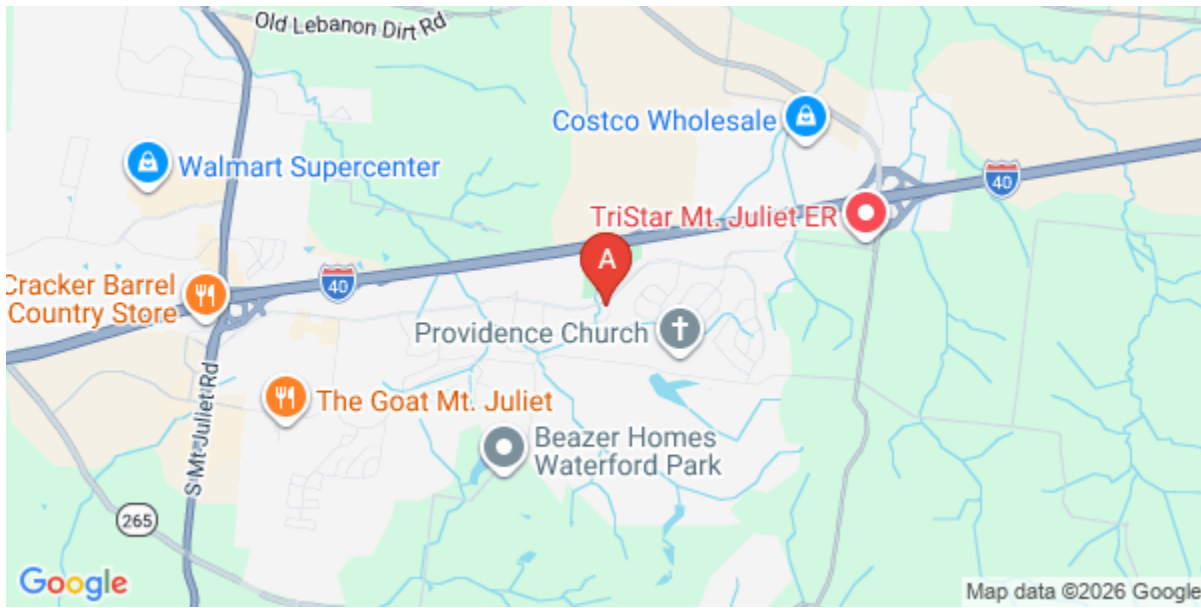 Old Lebanon Dirt Rd
Costco Wholesale
Walmart Supercenter
40
TriStar Mt. Juliet ER
A
Cracker Barrel
Country Store
40
Providence Church
The Goat Mt. Juliet
S Mt Juliet Rd
Beazer Homes
Waterford Park
265
Google
Map data ©2026 Google